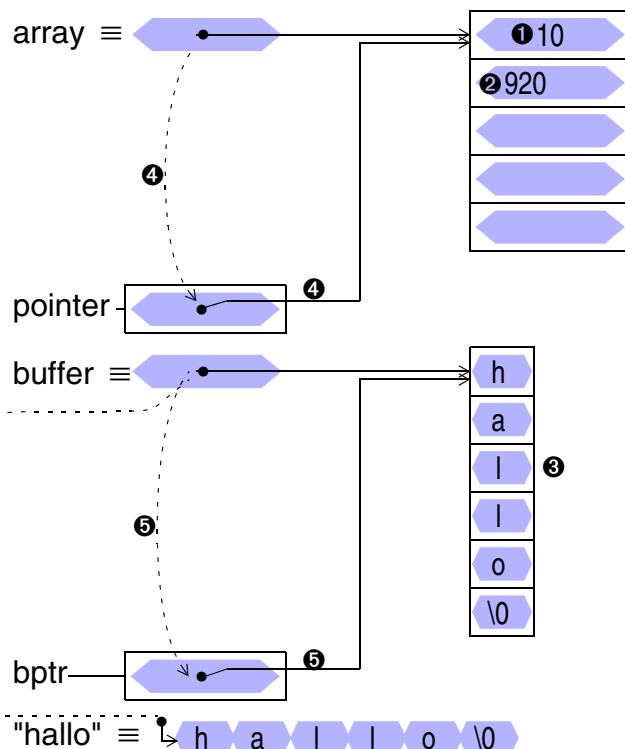 array ≡ ❶10
❷920
❹
❹
pointer
buffer ≡ h
a
l ❸
l
❺
o
\0
❺
bptr
"hallo" ≡ h a l l o \0